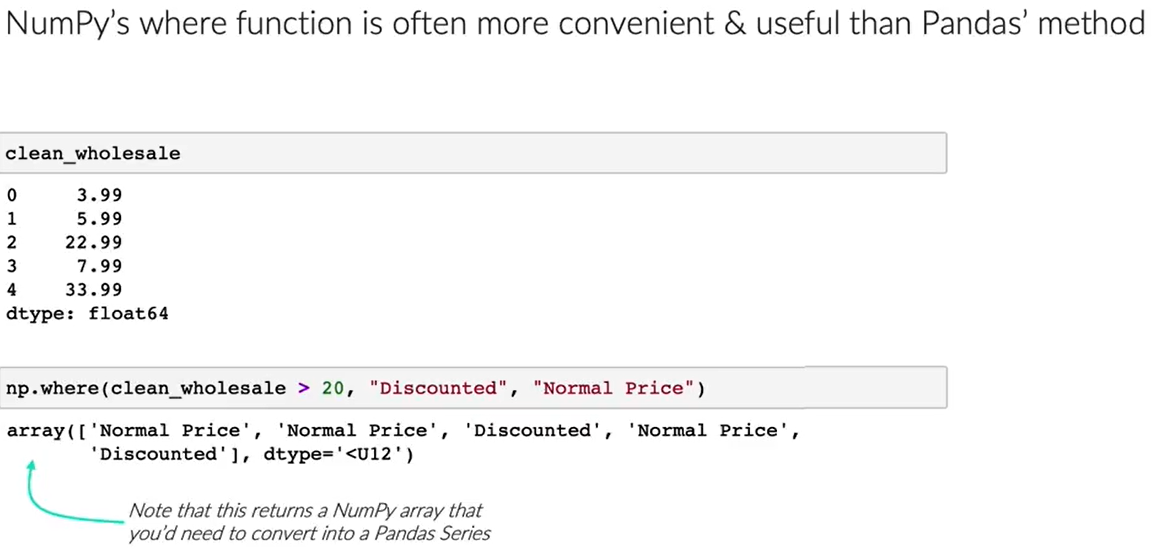 NumPy’s where function is often more convenient & useful than Pandas’ method
clean_wholesale
0 3.99
1 5.99
2 22.99
3 7.99
4 33.99
dtype: float64
np.where(clean_wholesale > 20, "Discounted", "Normal Price")
array(['Normal Price', 'Normal Price', 'Discounted', 'Normal Price',
'Discounted'], dtype='<U12')
Note that this returns a NumPy array that
you’d need to convert into a Pandas Series